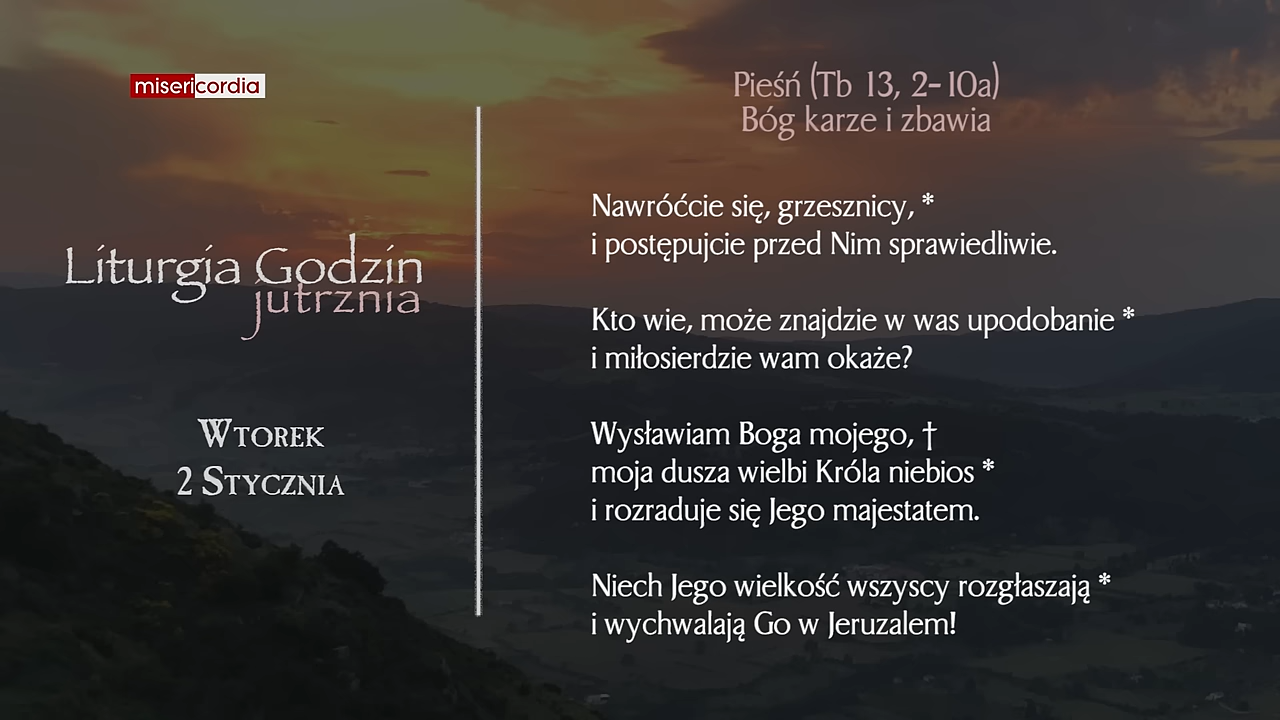 misericordia
Liturgia Godzin
jutrznia
Wtorek
2 Stycznia
Pieśń (Tb 13, 2-10a)
Bóg karze i zbawia
Nawróćcie się, grzesznicy, *
i postępujcie przed Nim sprawiedliwie.
Kto wie, może znajdzie w was upodobanie *
i miłosierdzie wam okaże?
Wysławiam Boga mojego, †
moja dusza wielbi Króla niebios *
i rozraduje się Jego majestatem.
Niech Jego wielkość wszyscy rozgłaszają *
i wychwalają Go w Jeruzalem!